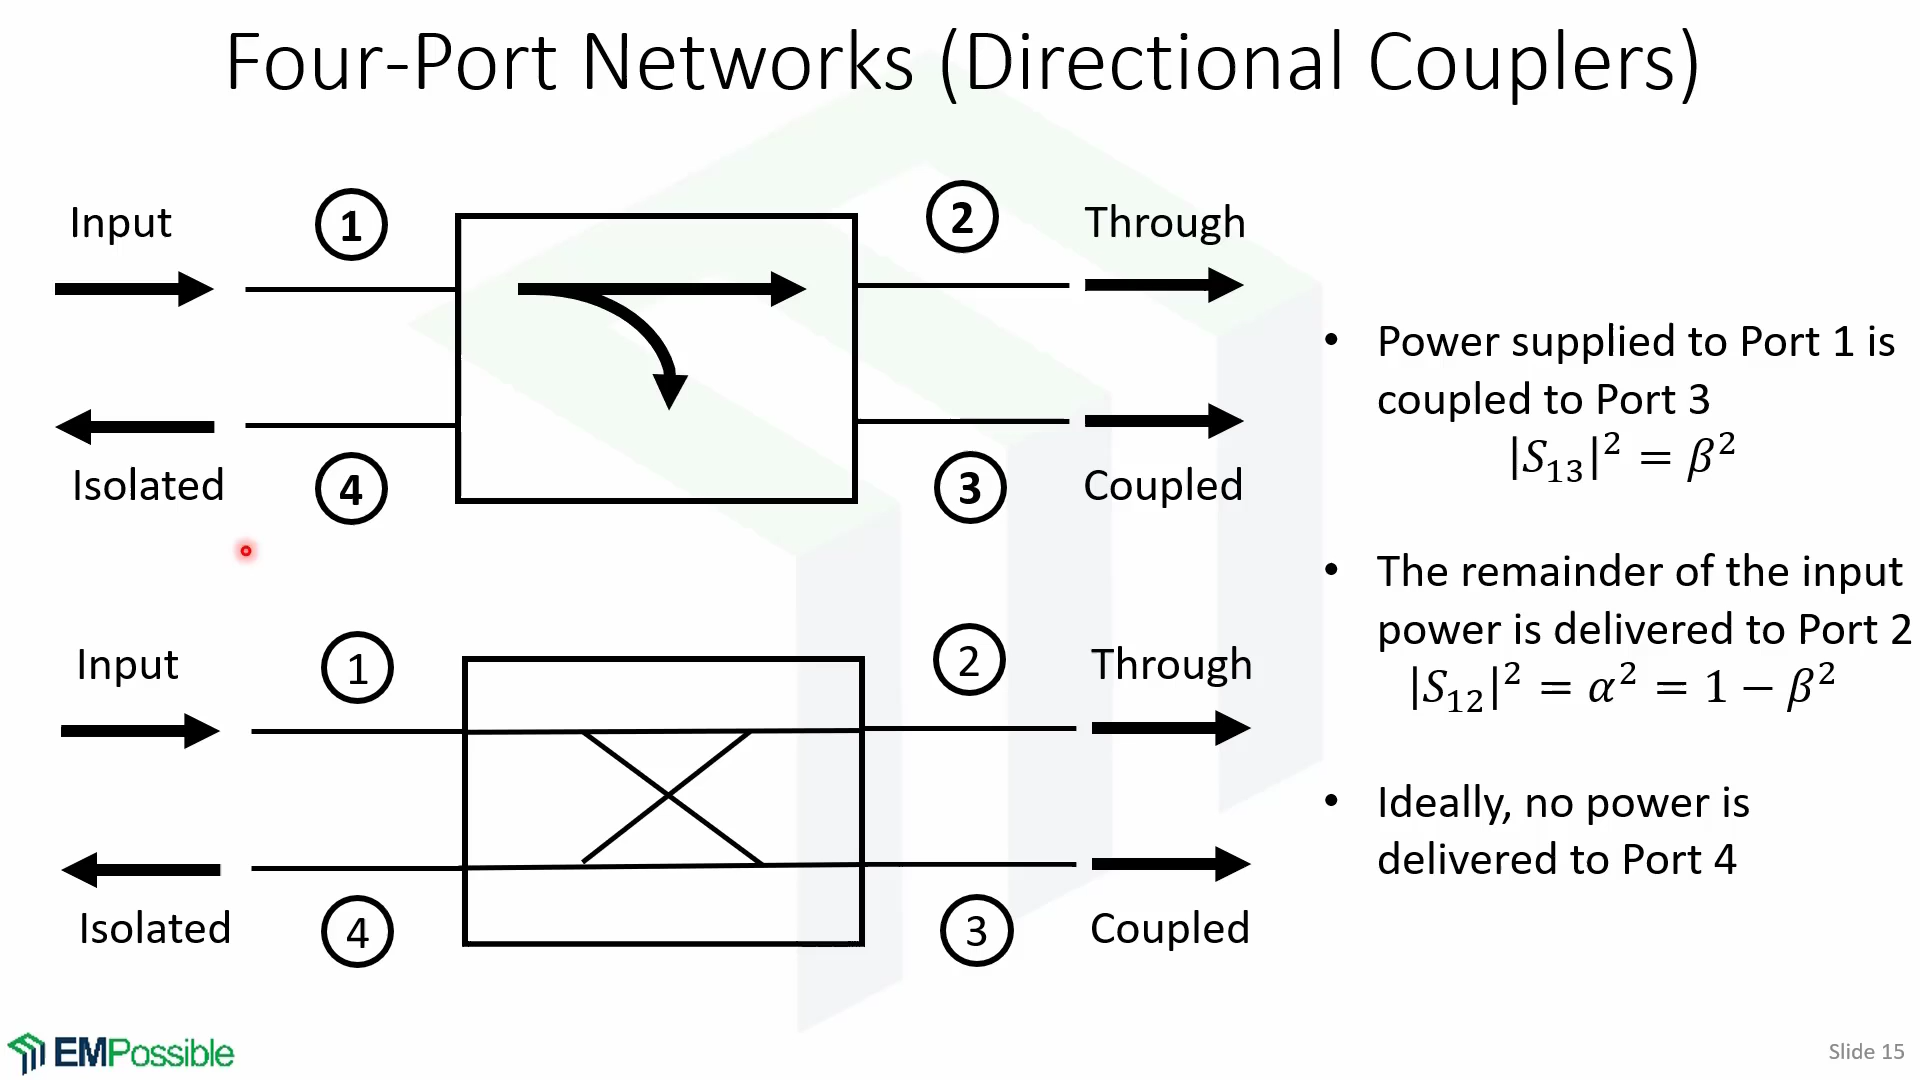 Four-Port Networks (Directional Couplers)
Input
1
2
Through
Isolated
4
3
Coupled
Input
1
2
Through
Isolated
4
3
Coupled
• Power supplied to Port 1 is
coupled to Port 3
|S₁₃|² = β²
• The remainder of the input
power is delivered to Port 2
|S₁₂|² = α² = 1 − β²
• Ideally, no power is
delivered to Port 4
EMPossible
Slide 15